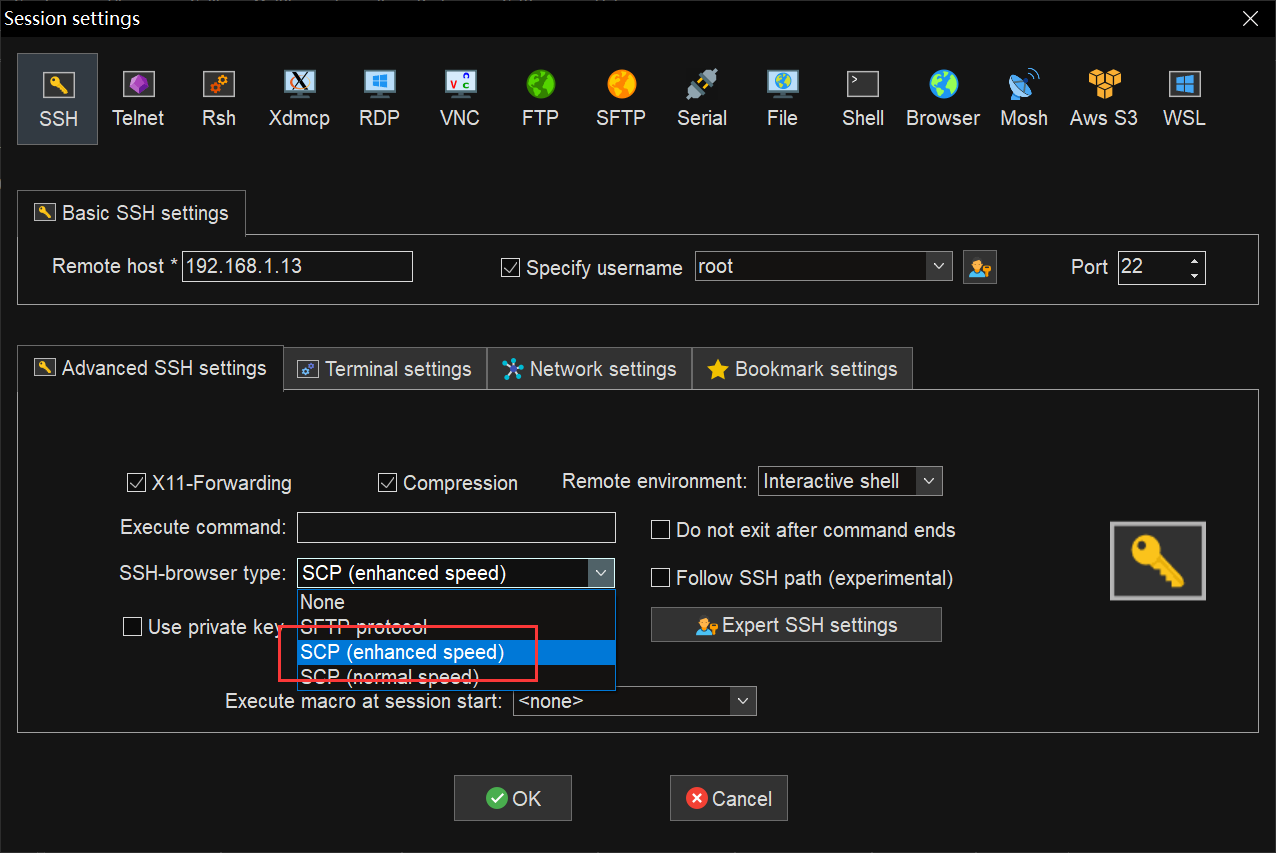 Session settings
SSH Telnet Rsh Xdmcp RDP VNC FTP SFTP Serial File Shell Browser Mosh Aws S3 WSL
Basic SSH settings
Remote host * 192.168.1.13 Specify username root Port 22
Advanced SSH settings Terminal settings Network settings Bookmark settings
X11-Forwarding Compression Remote environment: Interactive shell
Execute command: Do not exit after command ends
SSH-browser type: SCP (enhanced speed) Follow SSH path (experimental)
None
Use private key SFTP protocol Expert SSH settings
SCP (enhanced speed)
SCP (normal speed)
Execute macro at session start: <none>
OK Cancel